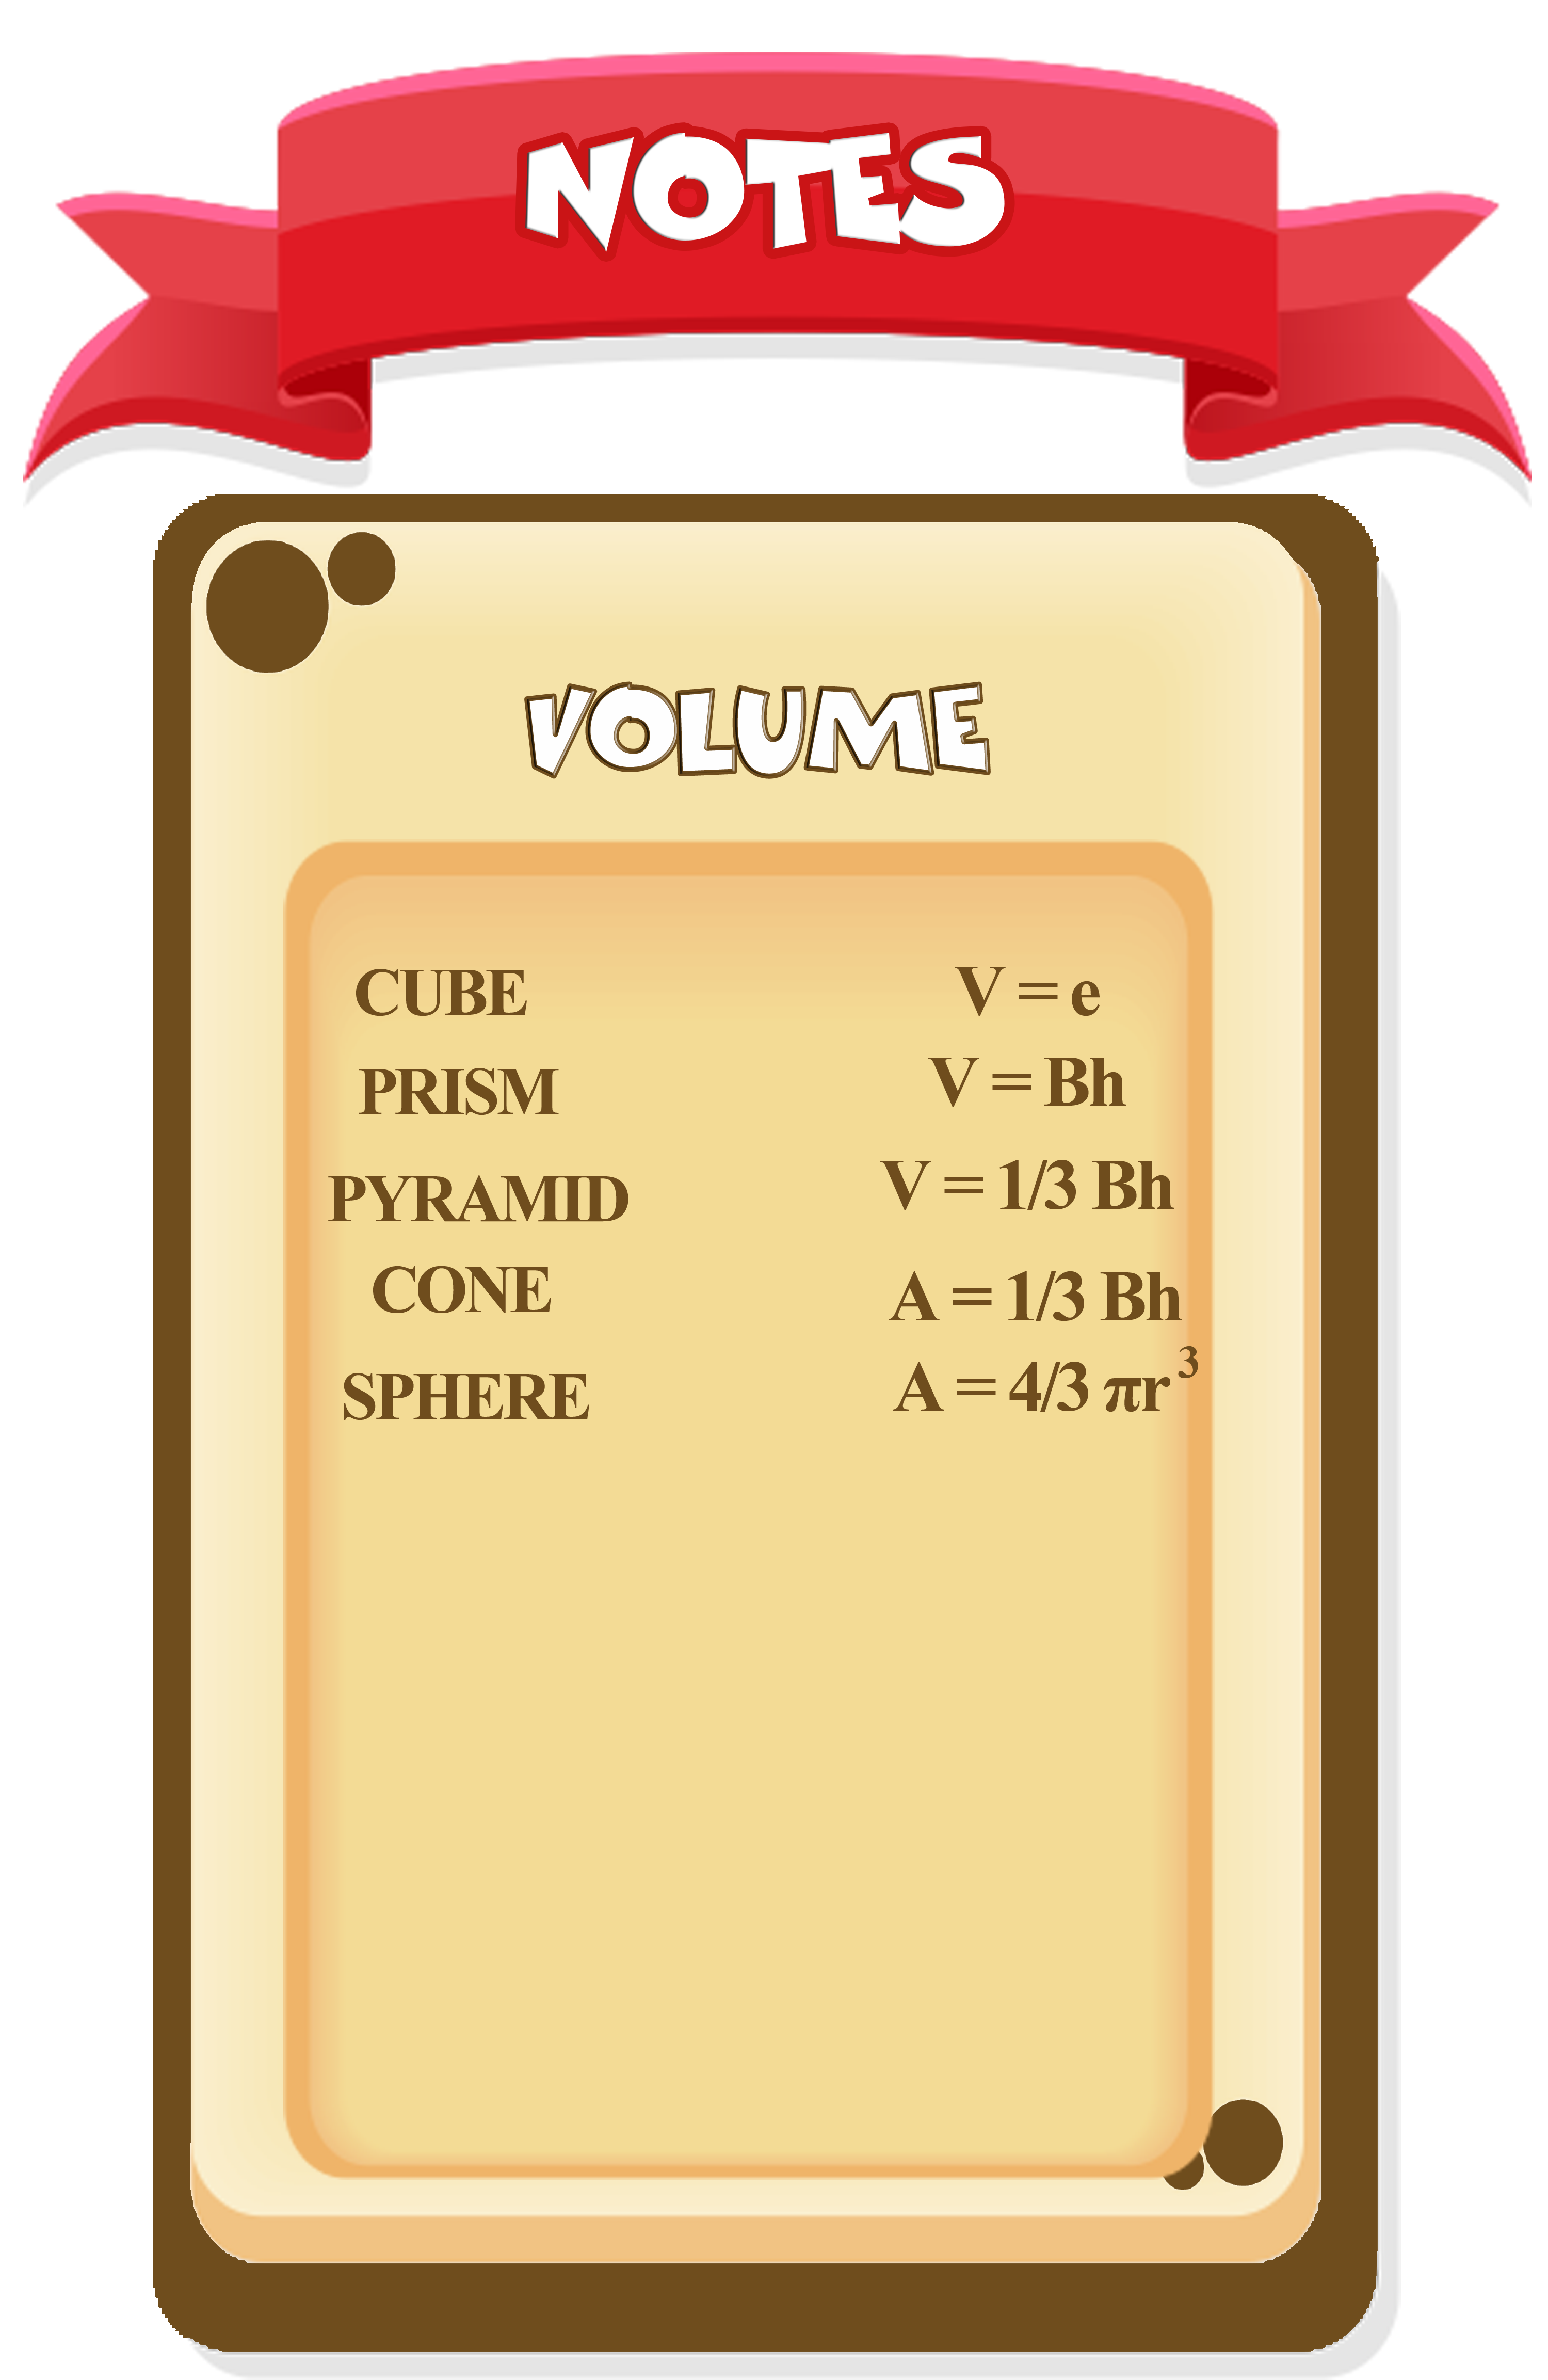 NOTES
VOLUME
CUBE V = e
PRISM V = Bh
PYRAMID V = 1/3 Bh
CONE A = 1/3 Bh
SPHERE A = 4/3 πr³